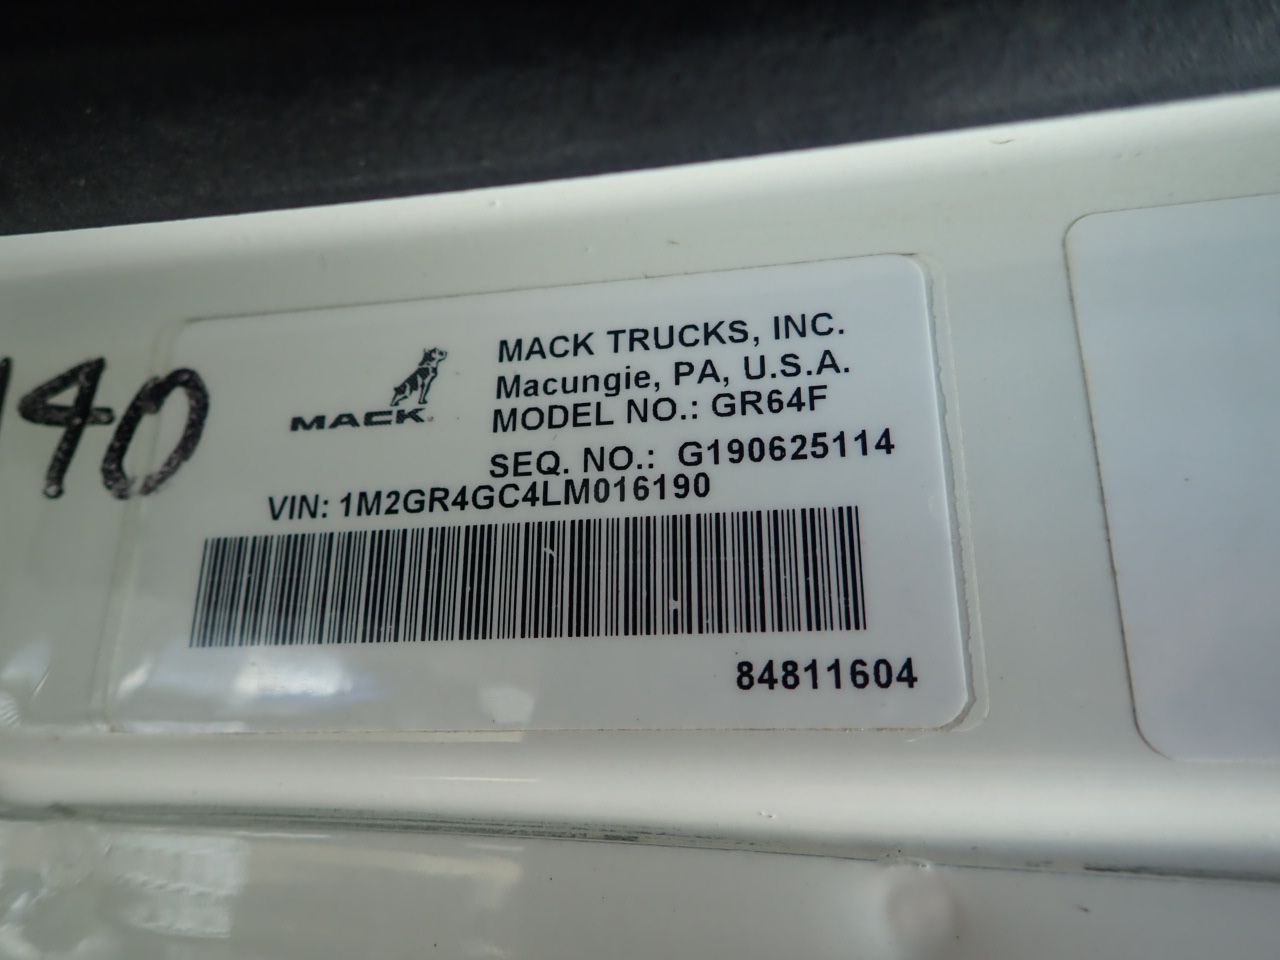 140
MACK
MACK TRUCKS, INC.
Macungie, PA, U.S.A.
MODEL NO.: GR64F
SEQ. NO.: G190625114
VIN: 1M2GR4GC4LM016190
84811604